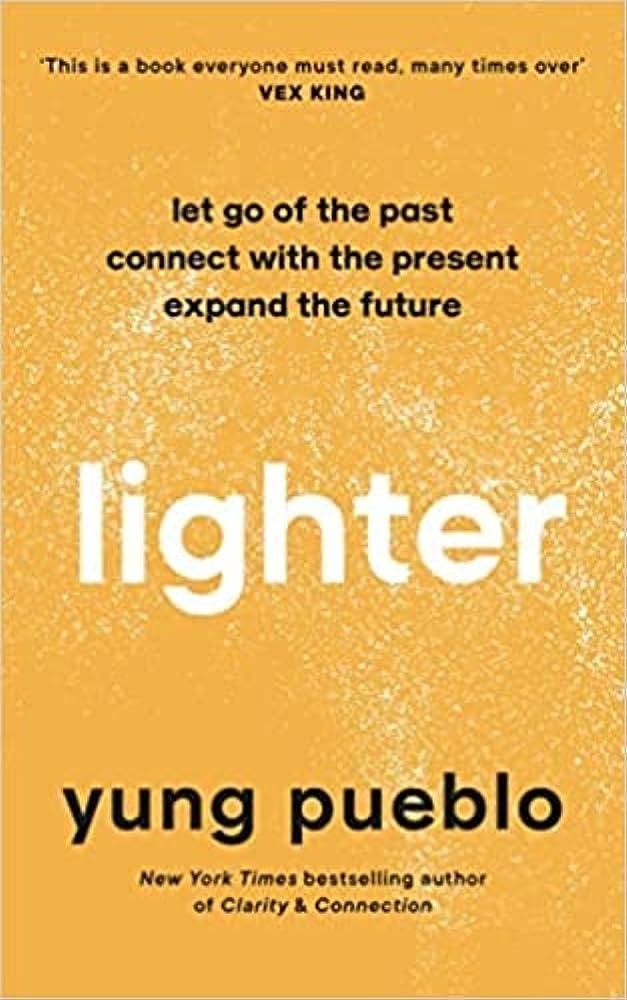 'This is a book everyone must read, many times over'
VEX KING
let go of the past
connect with the present
expand the future
lighter
yung pueblo
New York Times bestselling author
of Clarity & Connection